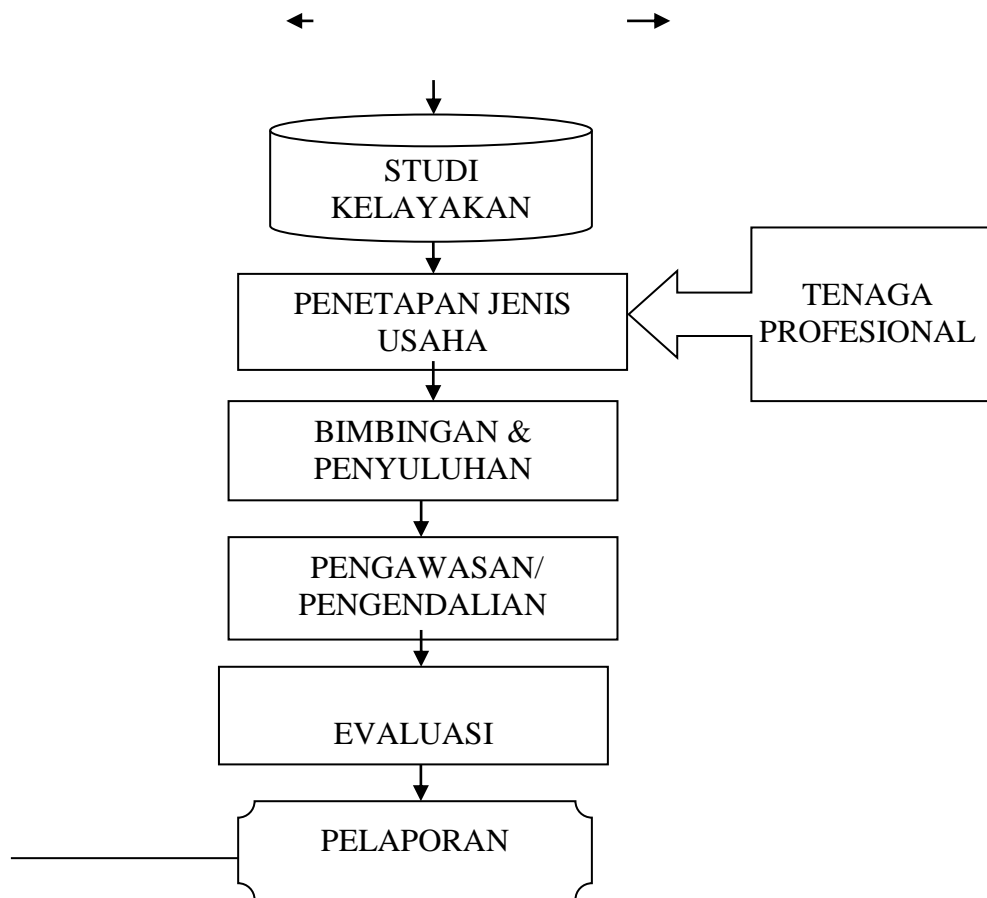 STUDI
KELAYAKAN
PENETAPAN JENIS
USAHA
TENAGA
PROFESIONAL
BIMBINGAN &
PENYULUHAN
PENGAWASAN/
PENGENDALIAN
EVALUASI
PELAPORAN